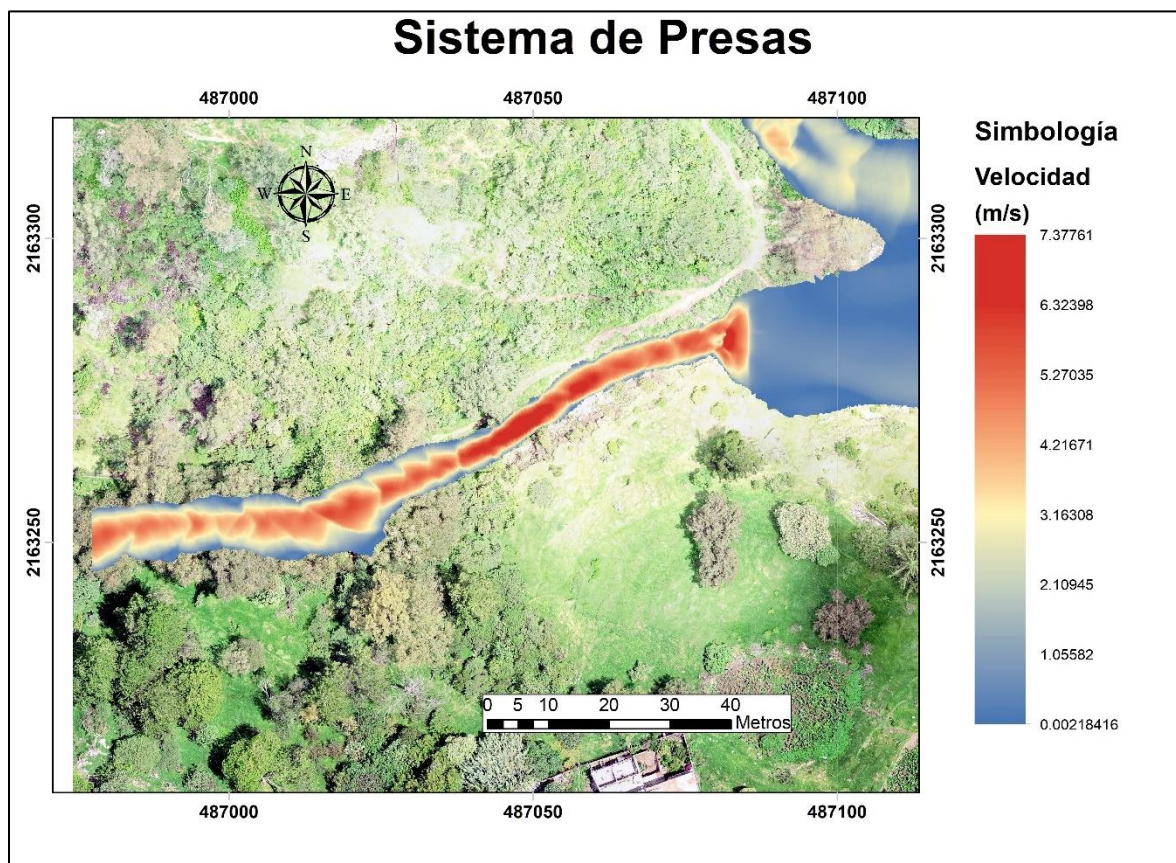 Sistema de Presas
487000 487050 487100
N
W E
S
2163300 2163300
2163250 2163250
0 5 10 20 30 40
Metros
487000 487050 487100
Simbología
Velocidad
(m/s)
7.37761
6.32398
5.27035
4.21671
3.16308
2.10945
1.05582
0.00218416